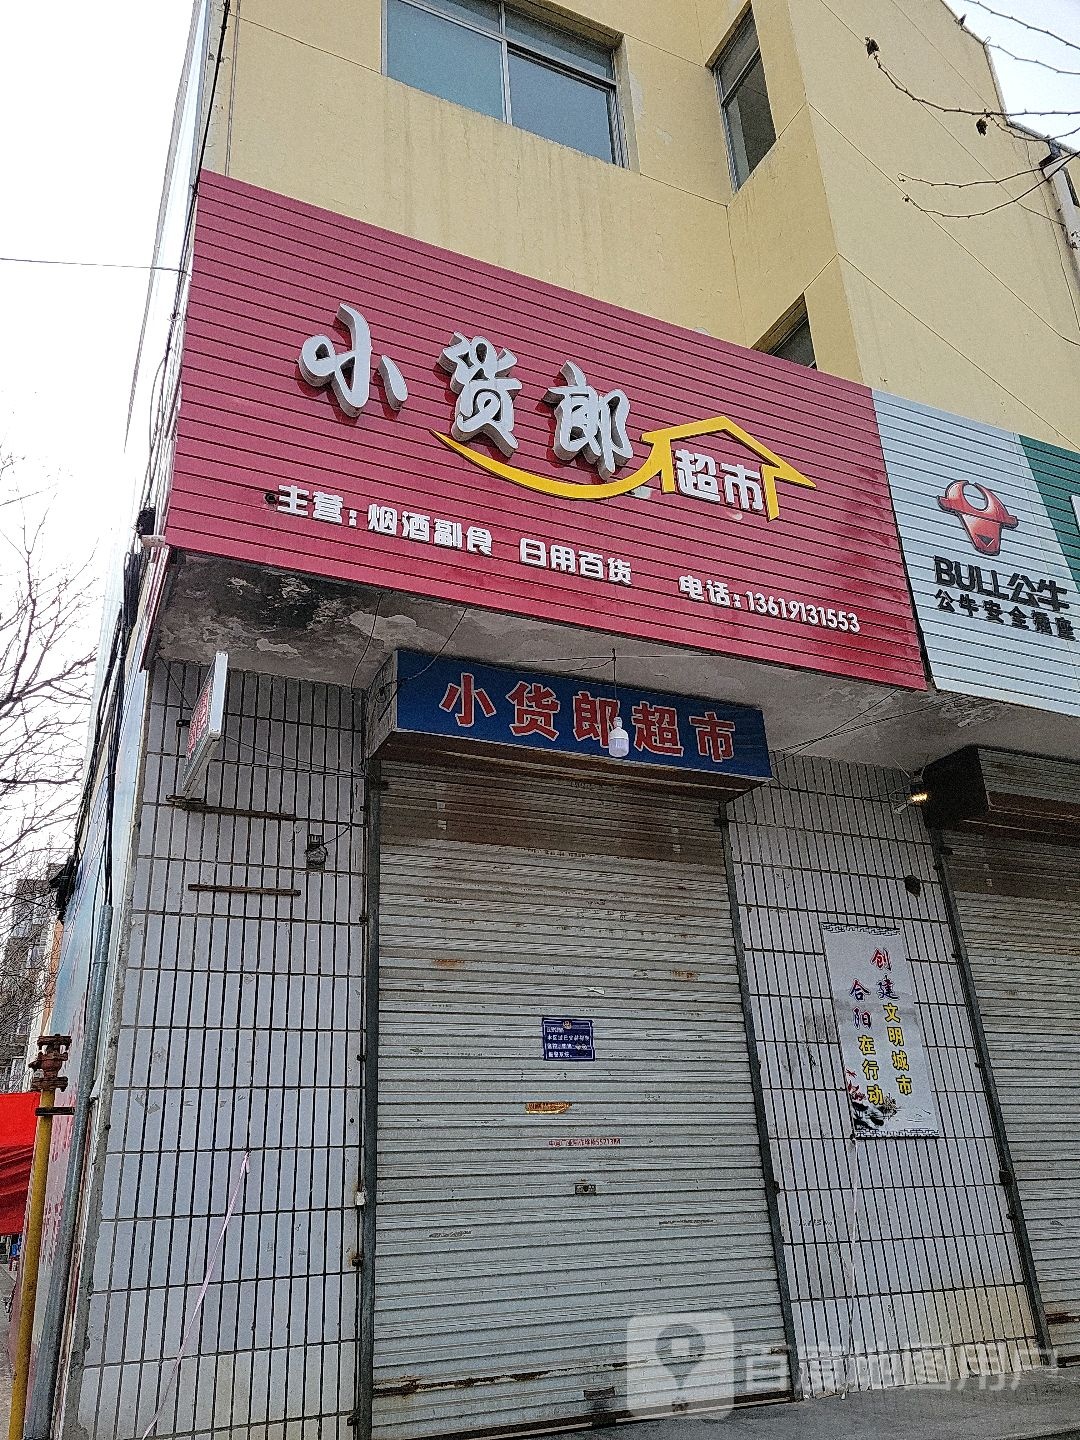 小货郎
超市
主营:烟酒副食 日用百货 电话:13619131553
BULL公牛
公牛安全插座
小货郎超市
创建文明城市
合阳在行动
百度地图用户